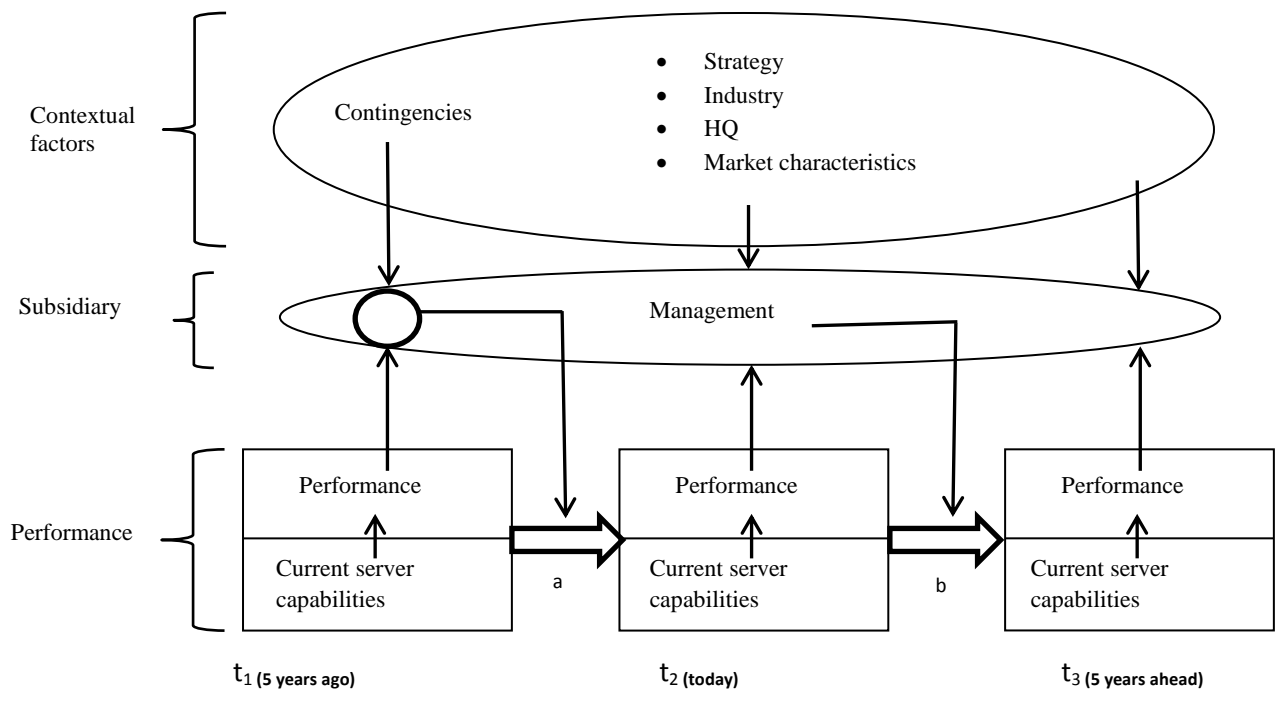 • Strategy
• Industry
• HQ
• Market characteristics
Contingencies
Contextual
factors
Subsidiary
Management
Performance
Performance
Performance
Performance
Current server
capabilities
Current server
capabilities
Current server
capabilities
a
b
t1 (5 years ago)
t2 (today)
t3 (5 years ahead)